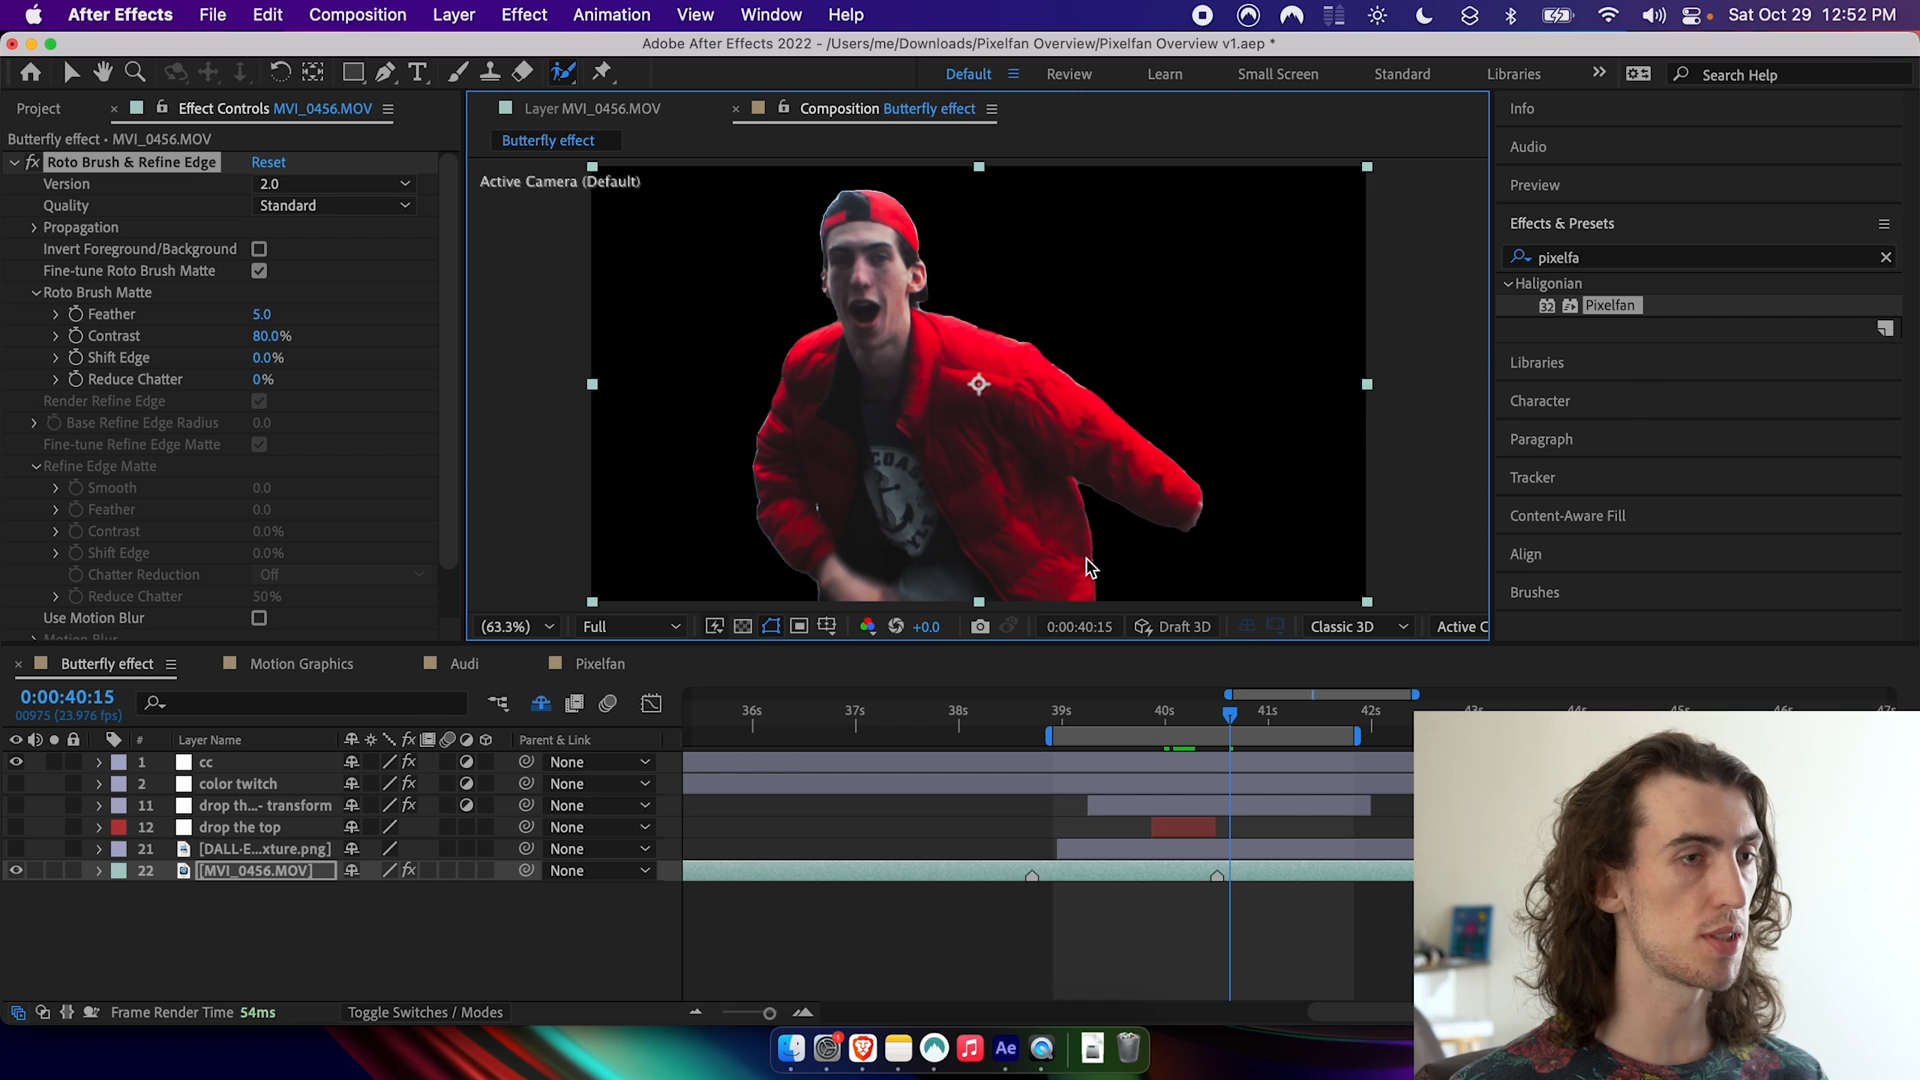 After Effects File Edit Composition Layer Effect Animation View Window Help Sat Oct 29 12:52 PM
Adobe After Effects 2022 - /Users/me/Downloads/Pixelfan Overview/Pixelfan Overview v1.aep *
Default Review Learn Small Screen Standard Libraries Search Help
Project Effect Controls MVI_0456.MOV
Butterfly effect • MVI_0456.MOV
fx Roto Brush & Refine Edge Reset
Version 2.0
Quality Standard
Propagation
Invert Foreground/Background
Fine-tune Roto Brush Matte
Roto Brush Matte
Feather 5.0
Contrast 80.0%
Shift Edge 0.0%
Reduce Chatter 0%
Render Refine Edge
Base Refine Edge Radius 0.0
Fine-tune Refine Edge Matte
Refine Edge Matte
Smooth 0.0
Feather 0.0
Contrast 0.0%
Shift Edge 0.0%
Chatter Reduction Off
Reduce Chatter 50%
Use Motion Blur
Motion Blur
Layer MVI_0456.MOV Composition Butterfly effect
Butterfly effect
Active Camera (Default)
COAST
(63.3%) Full +0.0 0:00:40:15 Draft 3D Classic 3D Active C
Info
Audio
Preview
Effects & Presets
pixelfa
Haligonian
32 Pixelfan
Libraries
Character
Paragraph
Tracker
Content-Aware Fill
Align
Brushes
Butterfly effect Motion Graphics Audi Pixelfan
0:00:40:15
00975 (23.976 fps)
36s 37s 38s 39s 40s 41s 42s 43s 44s 45s 46s 47s
# Layer Name fx Parent & Link
1 cc fx None
2 color twitch fx None
11 drop th...- transform fx None
12 drop the top None
21 [DALL·E...xture.png] None
22 [MVI_0456.MOV] fx None
Frame Render Time 54ms Toggle Switches / Modes
1 Ae